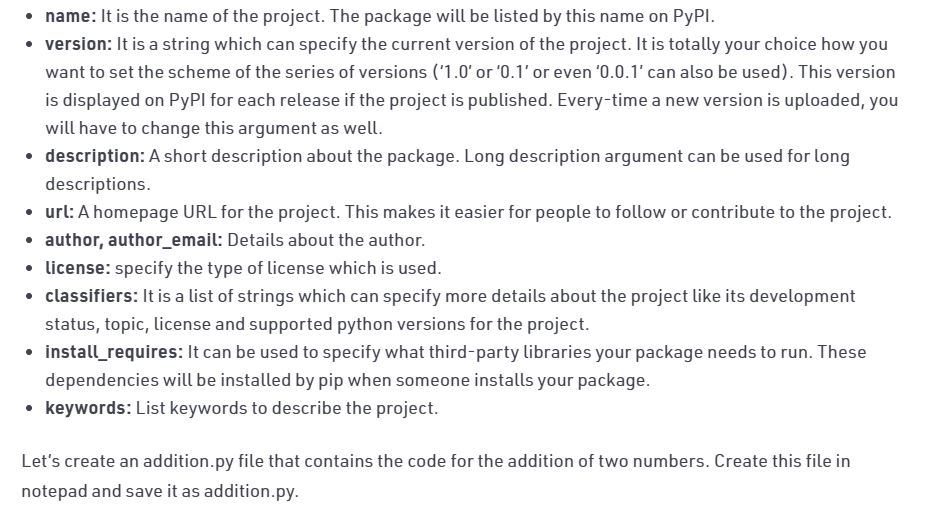 • name: It is the name of the project. The package will be listed by this name on PyPI.
• version: It is a string which can specify the current version of the project. It is totally your choice how you
want to set the scheme of the series of versions (‘1.0’ or ‘0.1’ or even ‘0.0.1’ can also be used). This version
is displayed on PyPI for each release if the project is published. Every-time a new version is uploaded, you
will have to change this argument as well.
• description: A short description about the package. Long description argument can be used for long
descriptions.
• url: A homepage URL for the project. This makes it easier for people to follow or contribute to the project.
• author, author_email: Details about the author.
• license: specify the type of license which is used.
• classifiers: It is a list of strings which can specify more details about the project like its development
status, topic, license and supported python versions for the project.
• install_requires: It can be used to specify what third-party libraries your package needs to run. These
dependencies will be installed by pip when someone installs your package.
• keywords: List keywords to describe the project.
Let’s create an addition.py file that contains the code for the addition of two numbers. Create this file in
notepad and save it as addition.py.